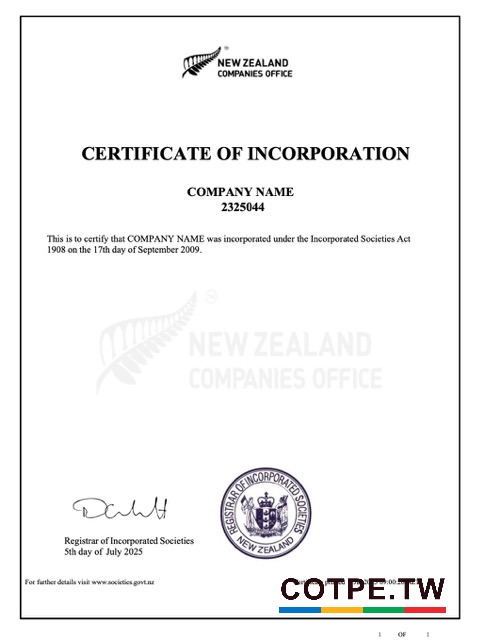 NEW ZEALAND
COMPANIES OFFICE
CERTIFICATE OF INCORPORATION
COMPANY NAME
2325044
This is to certify that COMPANY NAME was incorporated under the Incorporated Societies Act
1908 on the 17th day of September 2009.
NEW ZEALAND
COMPANIES OFFICE
REGISTRAR OF INCORPORATED SOCIETIES
NEW ZEALAND
Registrar of Incorporated Societies
5th day of July 2025
For further details visit www.societies.govt.nz
COTPE.TW
1 OF 1